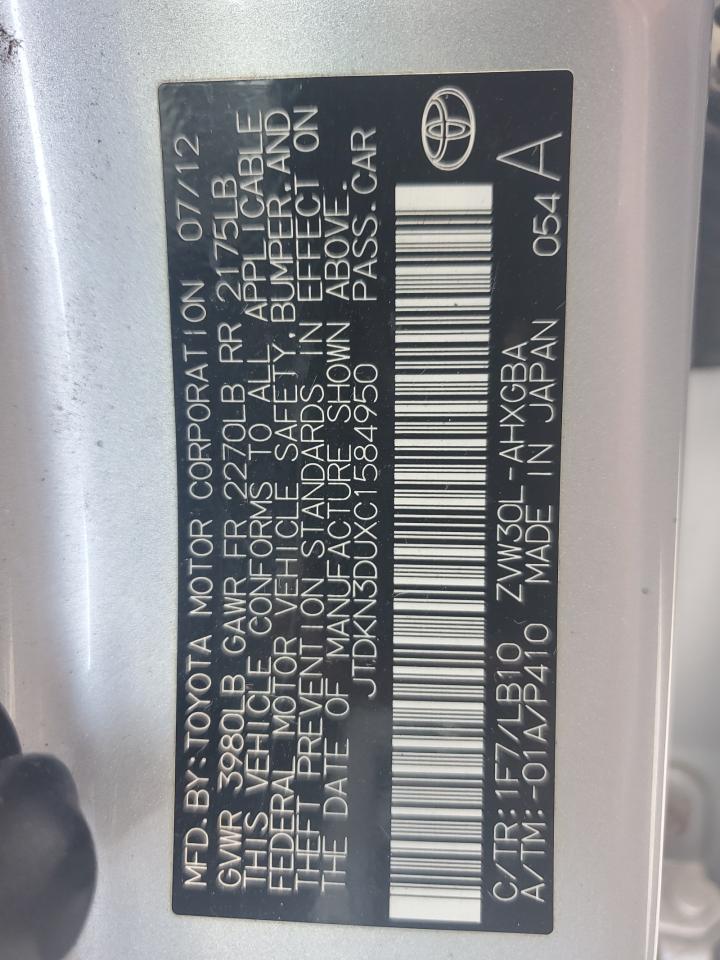 MFD. BY: TOYOTA MOTOR CORPORATION 07/12
GVWR 3980LB GAWR FR 2270LB RR 2175LB
THIS VEHICLE CONFORMS TO ALL APPLICABLE
FEDERAL MOTOR VEHICLE SAFETY, BUMPER, AND
THEFT PREVENTION STANDARDS IN EFFECT ON
THE DATE OF MANUFACTURE SHOWN ABOVE.
JTDKN3DUXC1584950 PASS. CAR
C/TR: 1F7/LB10 ZVW30L-AHXGBA
A/TM: -01A/P410 MADE IN JAPAN 054 A